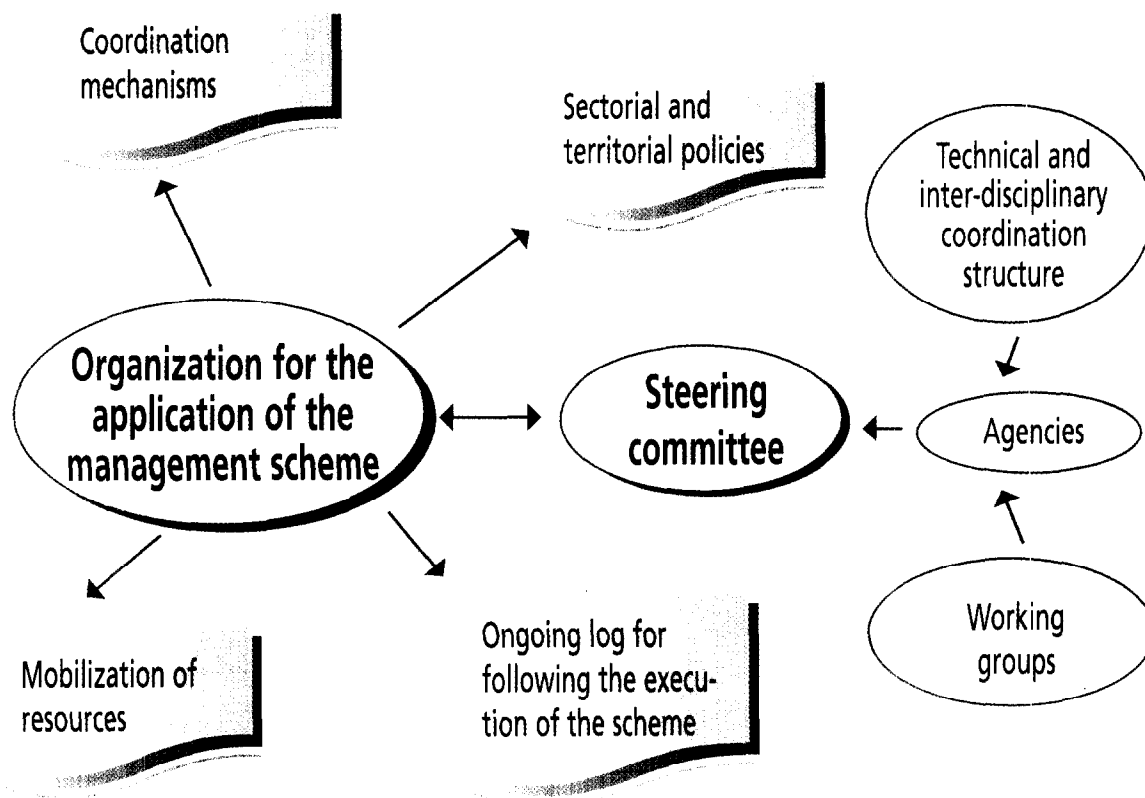 Coordination
mechanisms
Sectorial and
territorial policies
Technical and
inter-disciplinary
coordination
structure
Organization for the
application of the
management scheme
Steering
committee
Agencies
Mobilization of
resources
Ongoing log for
following the execu-
tion of the scheme
Working
groups